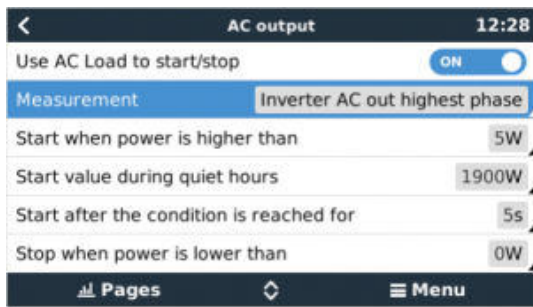 AC output 12:28
Use AC Load to start/stop ON
Measurement Inverter AC out highest phase
Start when power is higher than 5W
Start value during quiet hours 1900W
Start after the condition is reached for 5s
Stop when power is lower than 0W
Pages Menu